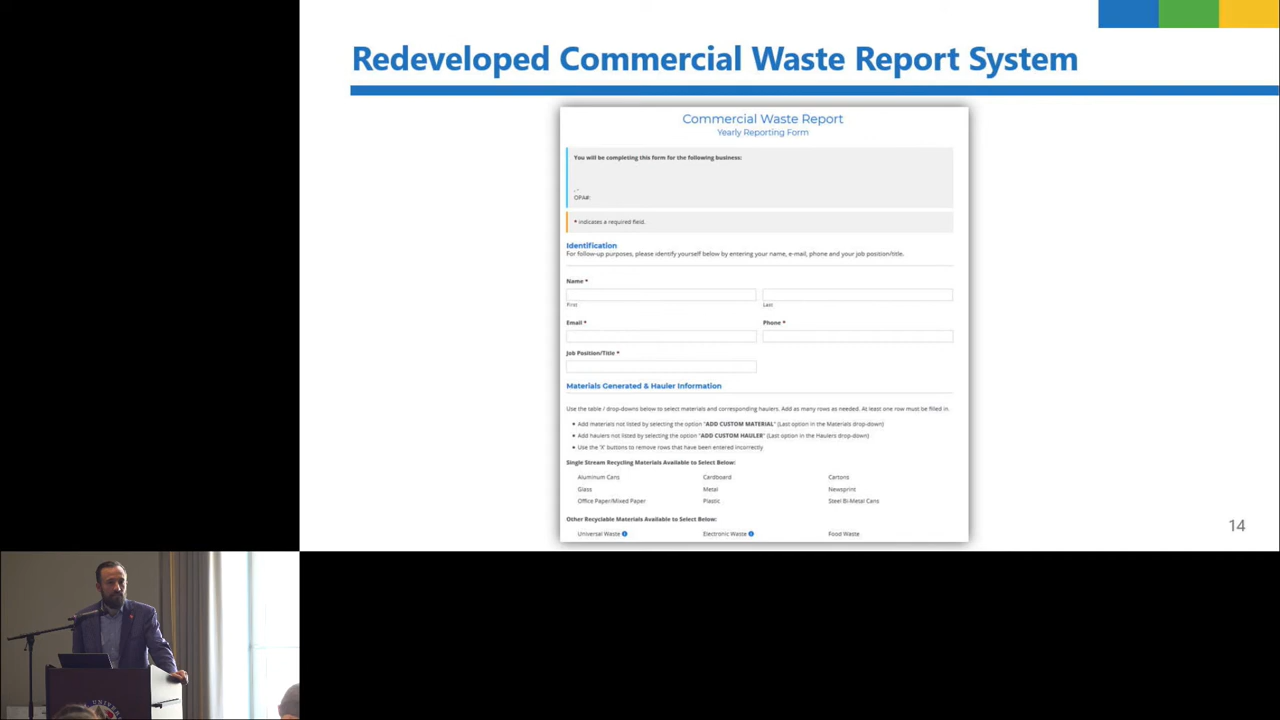 Redeveloped Commercial Waste Report System
Commercial Waste Report
Yearly Reporting Form
You will be completing this form for the following business:
, -
OPA#:
* indicates a required field.
Identification
For follow-up purposes, please identify yourself below by entering your name, e-mail, phone and your job position/title.
Name *
First Last
Email * Phone *
Job Position/Title *
Materials Generated & Hauler Information
Use the table / drop-downs below to select materials and corresponding haulers. Add as many rows as needed. At least one row must be filled in.
• Add materials not listed by selecting the option "ADD CUSTOM MATERIAL" (Last option in the Materials drop-down)
• Add haulers not listed by selecting the option "ADD CUSTOM HAULER" (Last option in the Haulers drop-down)
• Use the 'X' buttons to remove rows that have been entered incorrectly
Single Stream Recycling Materials Available to Select Below:
Aluminum Cans Cardboard Cartons
Glass Metal Newsprint
Office Paper/Mixed Paper Plastic Steel Bi-Metal Cans
Other Recyclable Materials Available to Select Below:
Universal Waste Electronic Waste Food Waste
14